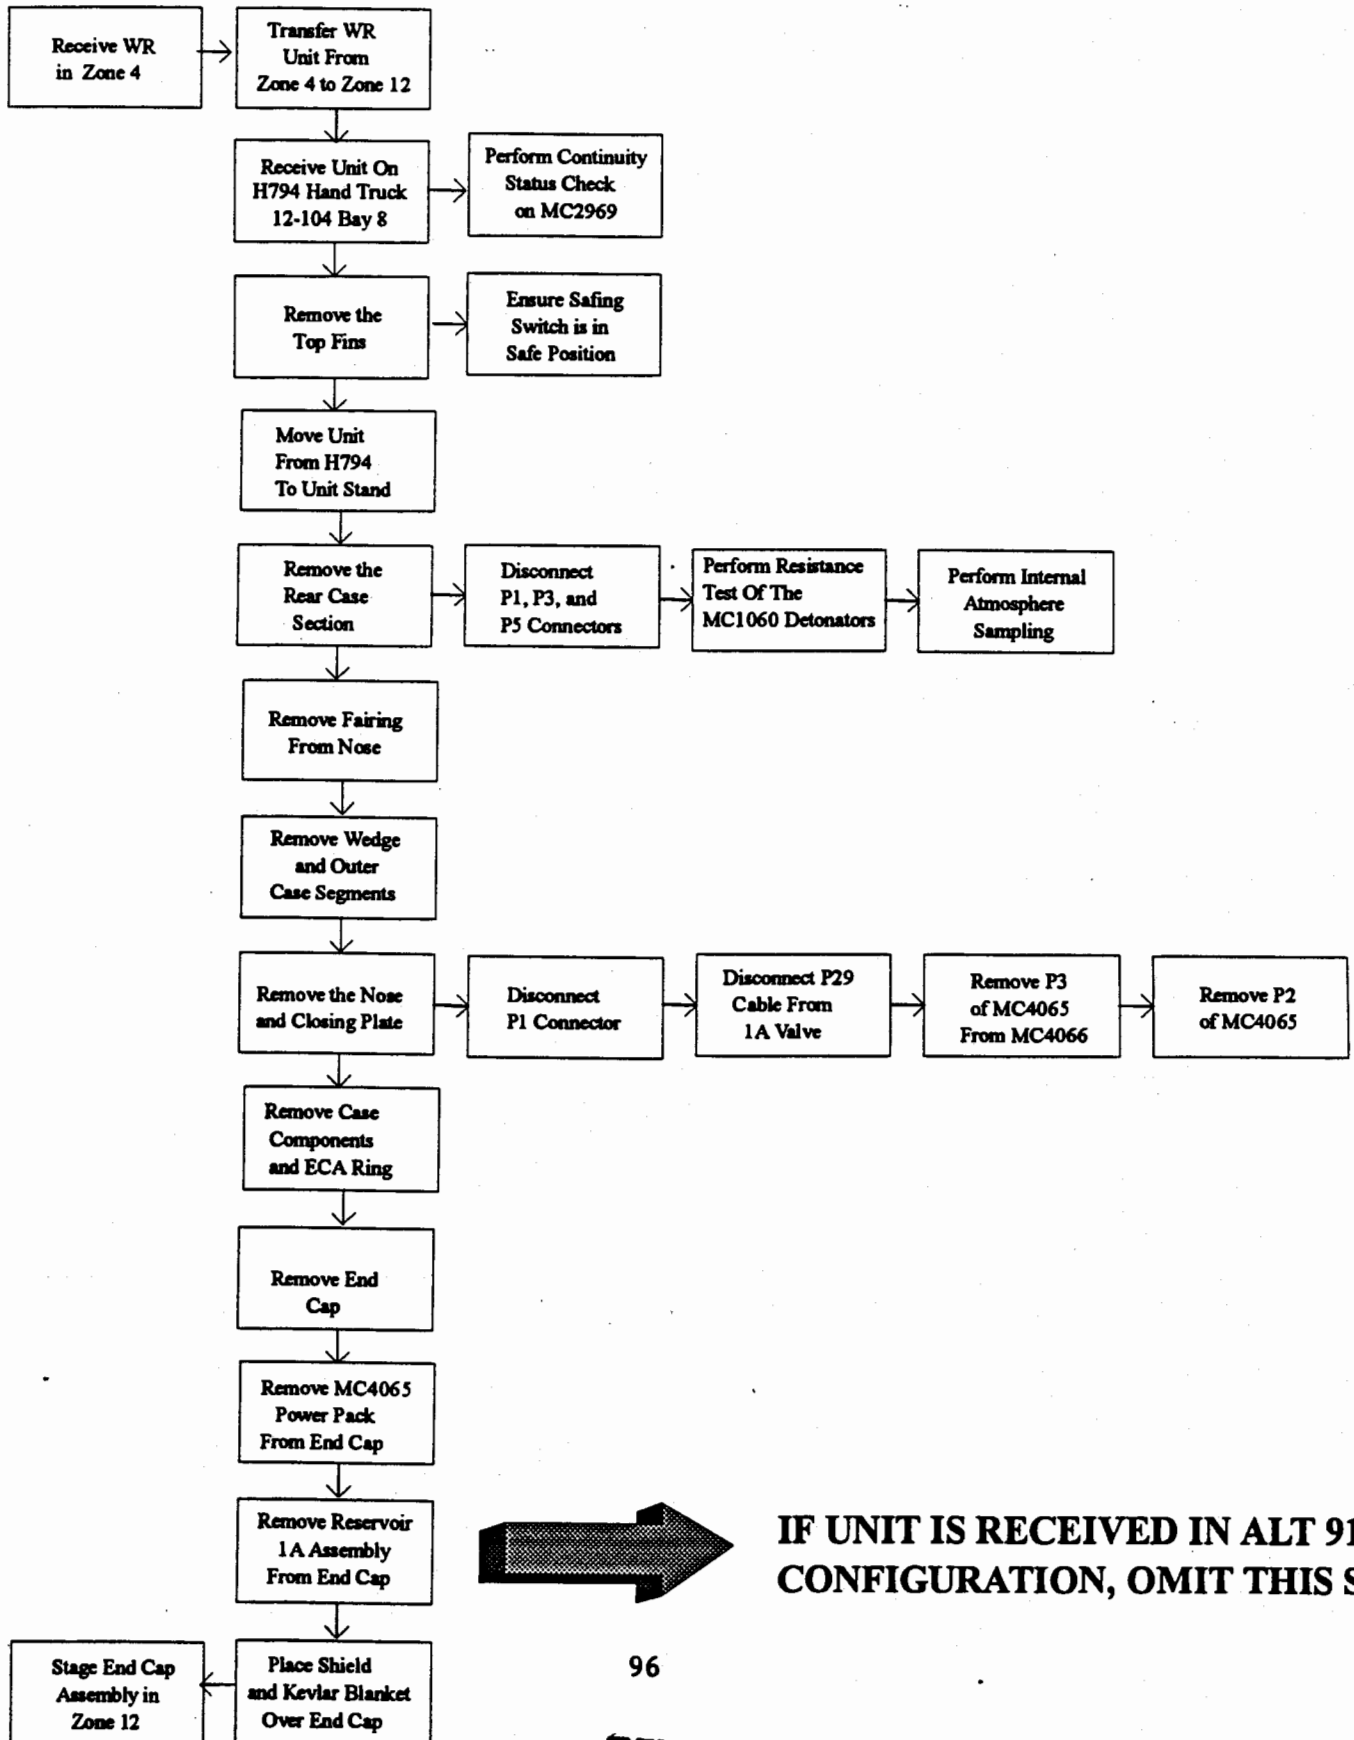 Receive WR
in Zone 4
Transfer WR
Unit From
Zone 4 to Zone 12
Receive Unit On
H794 Hand Truck
12-104 Bay 8
Perform Continuity
Status Check
on MC2969
Remove the
Top Fins
Ensure Safing
Switch is in
Safe Position
Move Unit
From H794
To Unit Stand
Remove the
Rear Case
Section
Disconnect
P1, P3, and
P5 Connectors
Perform Resistance
Test Of The
MC1060 Detonators
Perform Internal
Atmosphere
Sampling
Remove Fairing
From Nose
Remove Wedge
and Outer
Case Segments
Remove the Nose
and Closing Plate
Disconnect
P1 Connector
Disconnect P29
Cable From
1A Valve
Remove P3
of MC4065
From MC4066
Remove P2
of MC4065
Remove Case
Components
and ECA Ring
Remove End
Cap
Remove MC4065
Power Pack
From End Cap
Remove Reservoir
1A Assembly
From End Cap
IF UNIT IS RECEIVED IN ALT 91
CONFIGURATION, OMIT THIS S
Place Shield
and Kevlar Blanket
Over End Cap
Stage End Cap
Assembly in
Zone 12
96